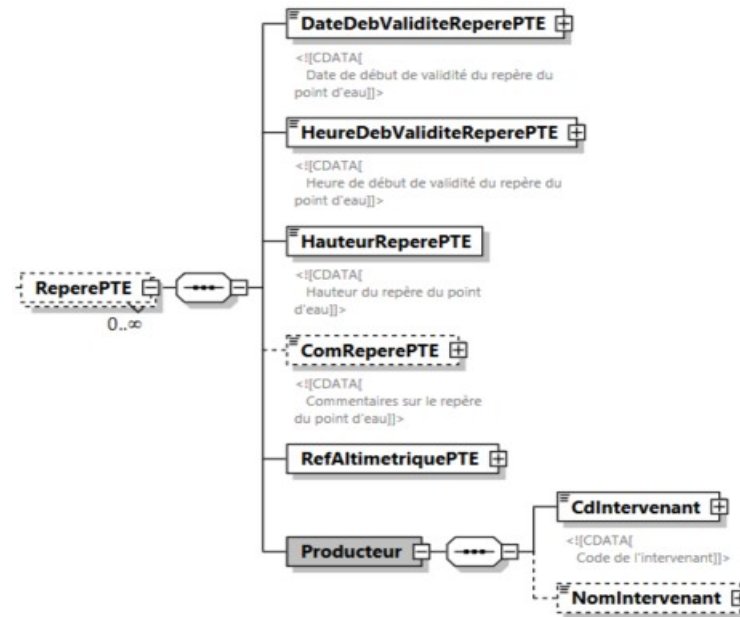 DateDebValiditeReperePTE
<![CDATA[
Date de début de validité du repère du
point d'eau]]>
HeureDebValiditeReperePTE
<![CDATA[
Heure de début de validité du repère du
point d'eau]]>
HauteurReperePTE
<![CDATA[
Hauteur du repère du point
d'eau]]>
ReperePTE
0..∞
ComReperePTE
<![CDATA[
Commentaires sur le repère
du point d'eau]]>
RefAltimetriquePTE
Producteur
CdIntervenant
<![CDATA[
Code de l'intervenant]]>
NomIntervenant